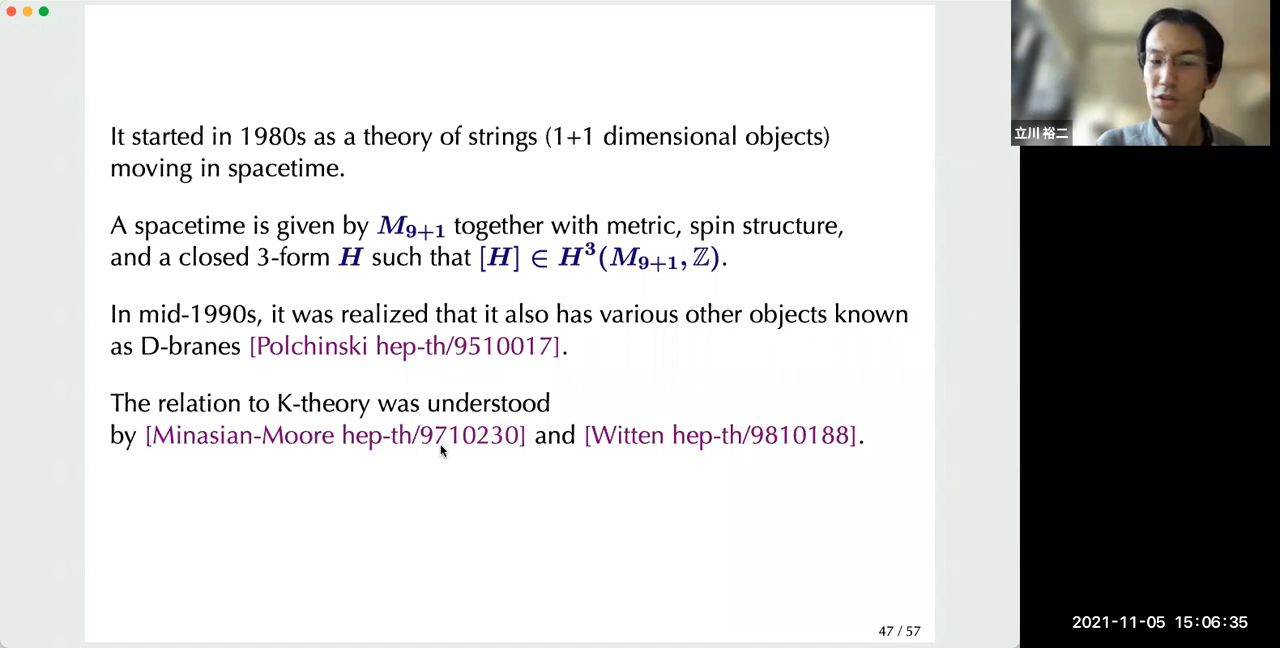 It started in 1980s as a theory of strings (1+1 dimensional objects)
moving in spacetime.
A spacetime is given by M₉₊₁ together with metric, spin structure,
and a closed 3-form H such that [H] ∈ H³(M₉₊₁, ℤ).
In mid-1990s, it was realized that it also has various other objects known
as D-branes [Polchinski hep-th/9510017].
The relation to K-theory was understood
by [Minasian-Moore hep-th/9710230] and [Witten hep-th/9810188].
47 / 57
立川 裕二
2021-11-05 15:06:35